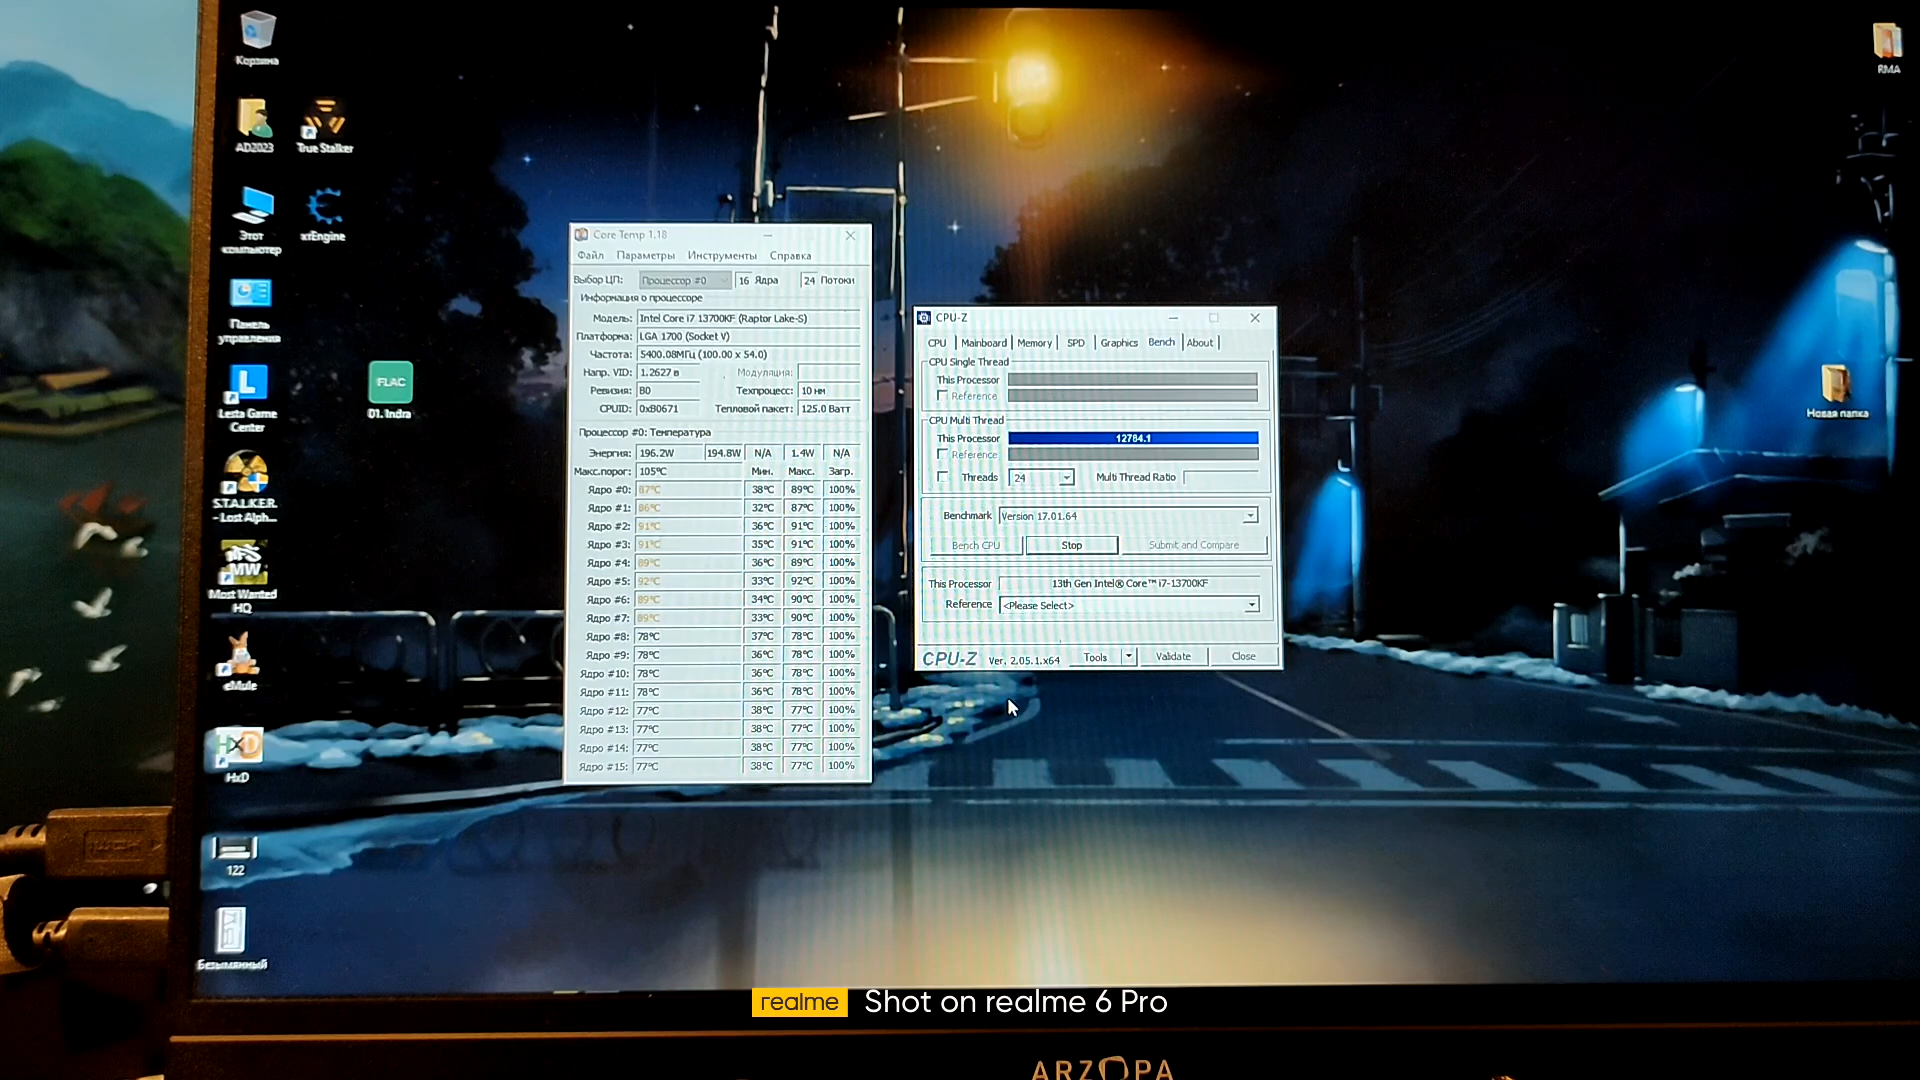 Корзина
RMA
AD2023
True Stalker
Этот компьютер
xrEngine
Панель управления
Lesta Game Center
FLAC
01. Indra
S.T.A.L.K.E.R. - Lost Alph...
MW
Most Wanted HQ
eMule
HxD
HxD
122
Безымянный
Новая папка
Core Temp 1.18
Файл Параметры Инструменты Справка
Выбор ЦП: Процессор #0 16 Ядра 24 Потоки
Информация о процессоре
Модель: Intel Core i7 13700KF (Raptor Lake-S)
Платформа: LGA 1700 (Socket V)
Частота: 5400.08МГц (100.00 x 54.0)
Напр. VID: 1.2627 в Модуляция:
Ревизия: B0 Техпроцесс: 10 нм
CPUID: 0xB0671 Тепловой пакет: 125.0 Ватт
Процессор #0: Температура
Энергия: 196.2W 194.8W N/A 1.4W N/A
Макс.порог: 105°C Мин. Макс. Загр.
Ядро #0: 87°C 38°C 89°C 100%
Ядро #1: 86°C 32°C 87°C 100%
Ядро #2: 91°C 36°C 91°C 100%
Ядро #3: 91°C 35°C 91°C 100%
Ядро #4: 89°C 36°C 89°C 100%
Ядро #5: 92°C 33°C 92°C 100%
Ядро #6: 89°C 34°C 90°C 100%
Ядро #7: 89°C 33°C 90°C 100%
Ядро #8: 78°C 37°C 78°C 100%
Ядро #9: 78°C 36°C 78°C 100%
Ядро #10: 78°C 36°C 78°C 100%
Ядро #11: 78°C 36°C 78°C 100%
Ядро #12: 77°C 38°C 77°C 100%
Ядро #13: 77°C 38°C 77°C 100%
Ядро #14: 77°C 38°C 77°C 100%
Ядро #15: 77°C 38°C 77°C 100%
CPU-Z
CPU Mainboard Memory SPD Graphics Bench About
CPU Single Thread
This Processor
Reference
CPU Multi Thread
This Processor 12784.1
Reference
Threads 24 Multi Thread Ratio
Benchmark Version 17.01.64
Bench CPU Stop Submit and Compare
This Processor 13th Gen Intel® Core™ i7-13700KF
Reference <Please Select>
CPU-Z Ver. 2.05.1.x64 Tools Validate Close
realme Shot on realme 6 Pro
ARZOPA